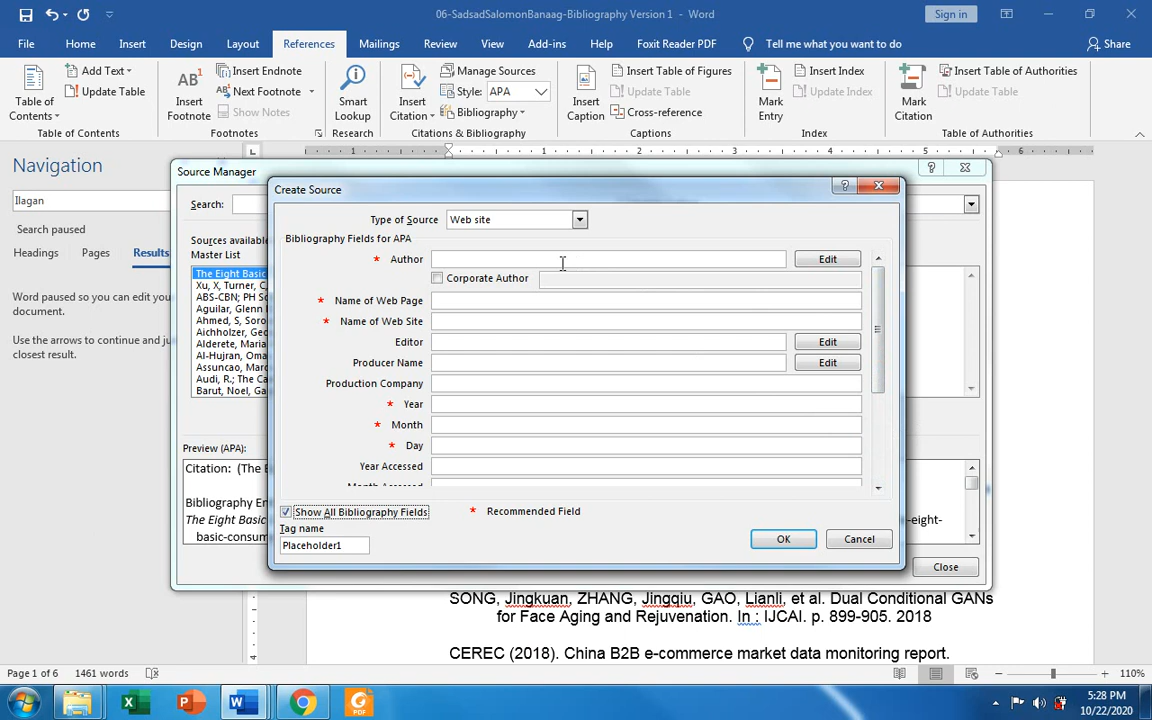 06-SadsadSalomonBanaag-Bibliography Version 1 - Word
Sign in
File Home Insert Design Layout References Mailings Review View Add-ins Help Foxit Reader PDF Tell me what you want to do Share
Table of Contents
Add Text
Update Table
Table of Contents
AB1
Insert Footnote
Insert Endnote
Next Footnote
Show Notes
Footnotes
Smart Lookup
Research
Insert Citation
Manage Sources
Style: APA
Bibliography
Citations & Bibliography
Insert Caption
Insert Table of Figures
Update Table
Cross-reference
Captions
Mark Entry
Insert Index
Update Index
Index
Mark Citation
Insert Table of Authorities
Update Table
Table of Authorities
Navigation
Ilagan
Search paused
Headings Pages Results
Word paused so you can edit your
document.
Use the arrows to continue and ju
closest result.
1 1 2 3 4 5 6
Source Manager
Search:
Sources available
Master List
The Eight Basic
Xu, X, Turner, C
ABS-CBN; PH So
Aguilar, Glenn
Ahmed, S, Soro
Aichholzer, Geo
Alderete, Maria
Al-Hujran, Oma
Assuncao, Marc
Audi, R.; The Ca
Barut, Noel, Ga
Preview (APA):
Citation: (The E
Bibliography En
The Eight Basic
basic-consum
-eight-
Close
Create Source
Type of Source Web site
Bibliography Fields for APA
* Author Edit
Corporate Author
* Name of Web Page
* Name of Web Site
Editor Edit
Producer Name Edit
Production Company
* Year
* Month
* Day
Year Accessed
Month Accessed
Show All Bibliography Fields
* Recommended Field
Tag name
Placeholder1
OK
Cancel
SONG, Jingkuan, ZHANG, Jingqiu, GAO, Lianli, et al. Dual Conditional GANs
for Face Aging and Rejuvenation. In : IJCAI. p. 899-905. 2018
CEREC (2018). China B2B e-commerce market data monitoring report.
Page 1 of 6 1461 words 110%
PDF
5:28 PM
10/22/2020